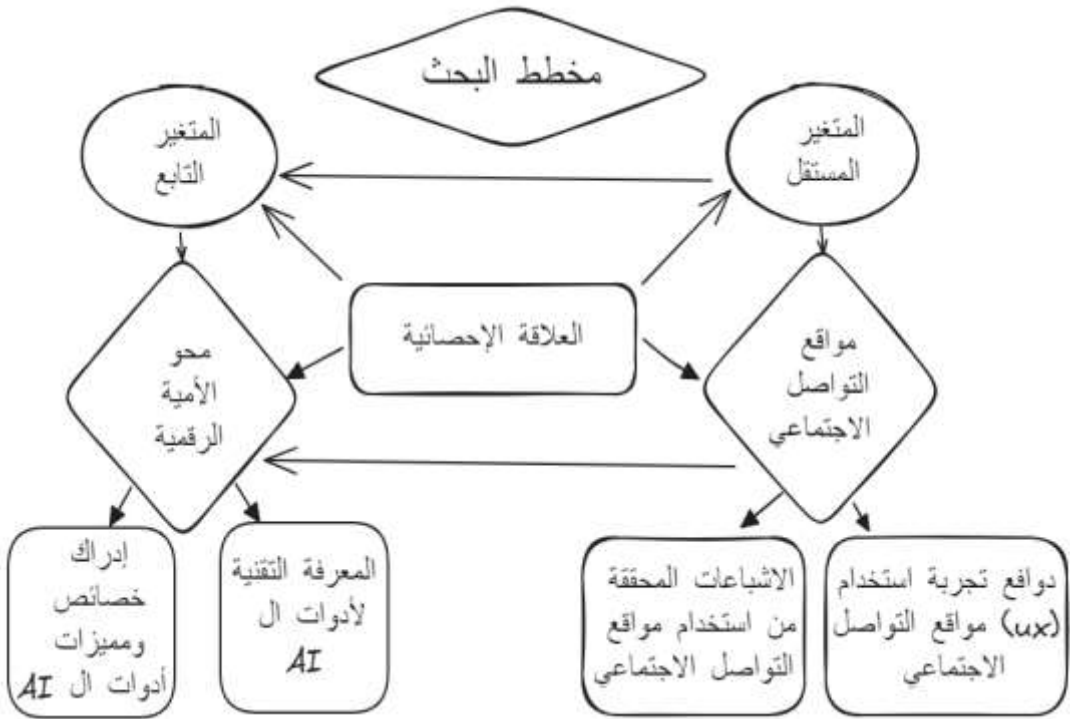 مخطط البحث
المتغير
المستقل
المتغير
التابع
العلاقة الإحصائية
مواقع
التواصل
الاجتماعي
محو
الأمية
الرقمية
دوافع تجربة استخدام
(ux) مواقع التواصل
الاجتماعي
الاشباعات المحققة
من استخدام مواقع
التواصل الاجتماعي
المعرفة التقنية
لأدوات ال
AI
إدراك
خصائص
ومميزات
أدوات ال AI